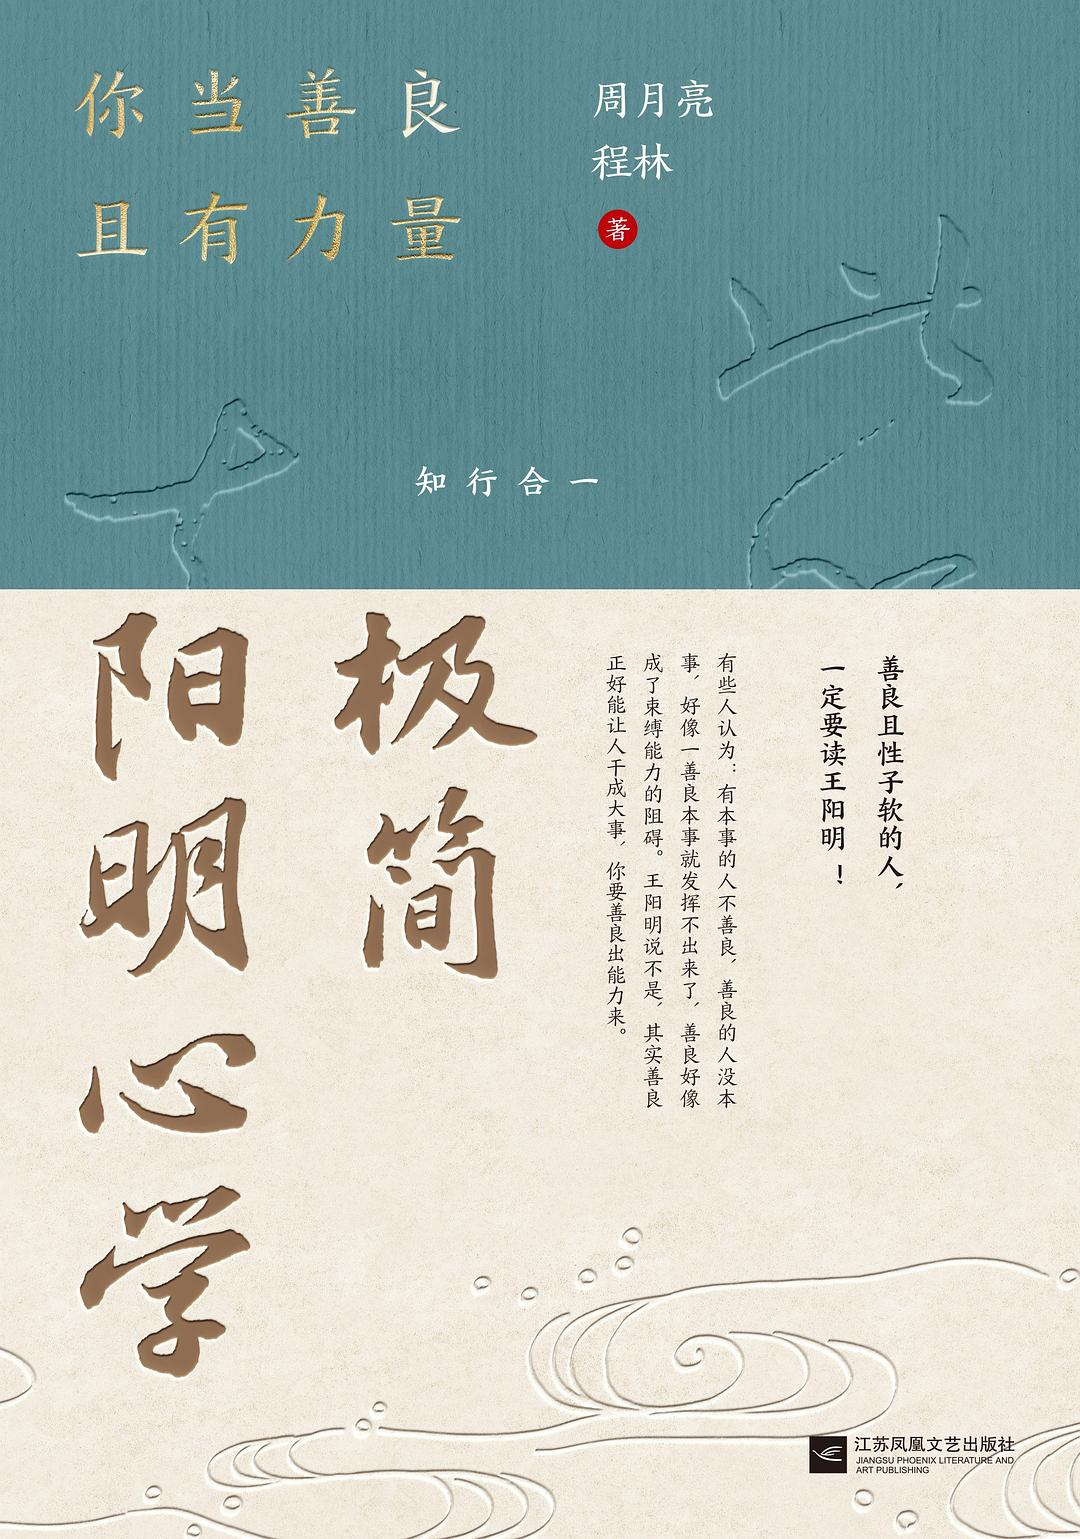 你当善良
且有力量
周月亮
程林
著
知行合一
极简
阳明心学
善良且性子软的人，
一定要读王阳明！
有些人认为：有本事的人不善良，善良的人没本
事，好像一善良本事就发挥不出来了，善良好像
成了束缚能力的阻碍。王阳明说不是，其实善良
正好能让人干成大事，你要善良出能力来。
江苏凤凰文艺出版社
JIANGSU PHOENIX LITERATURE AND
ART PUBLISHING